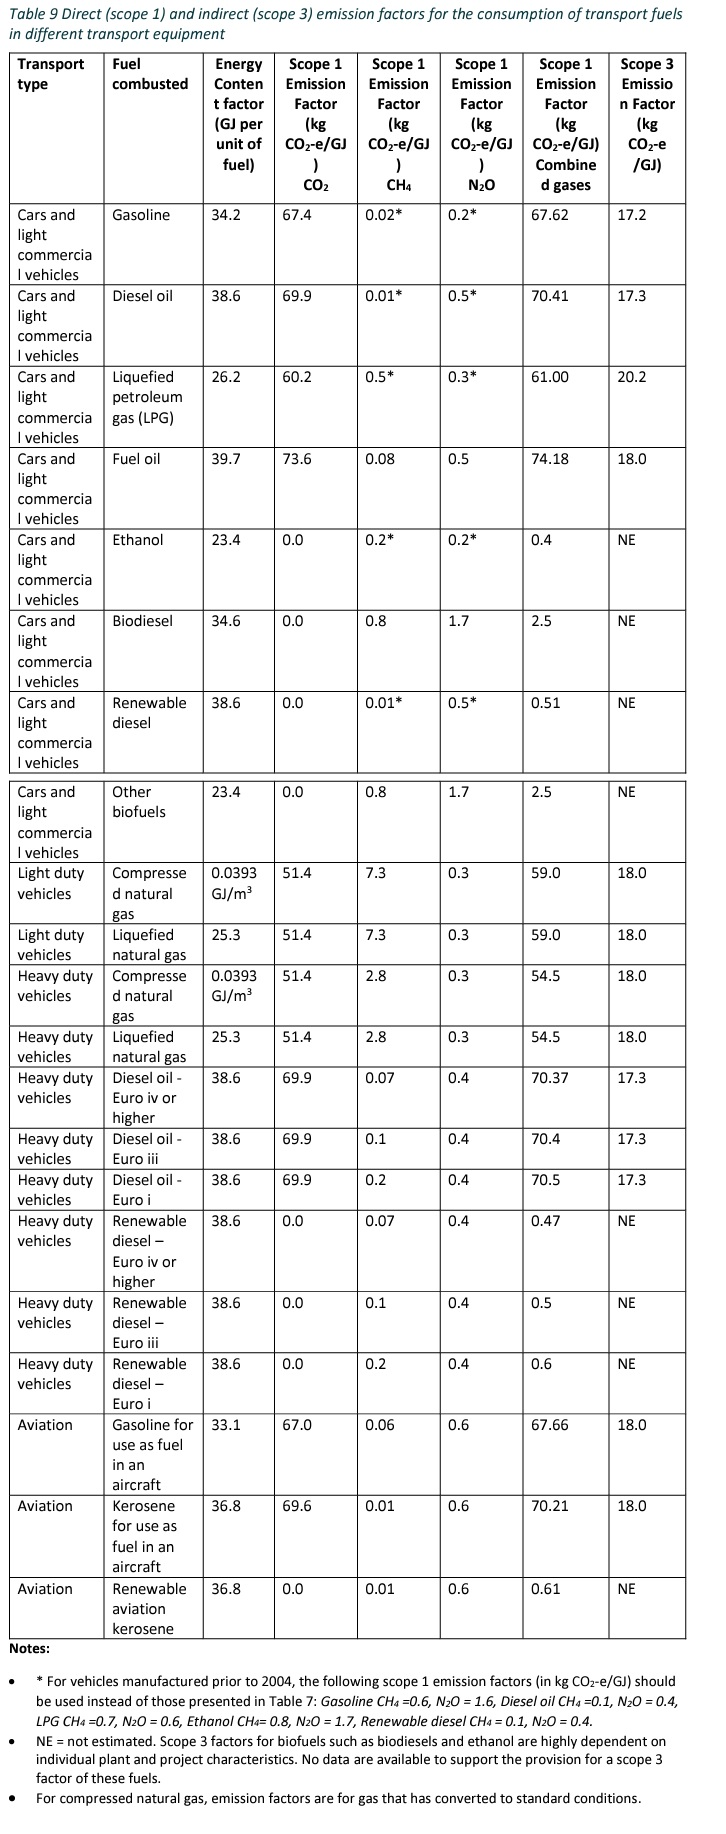 Table 9 Direct (scope 1) and indirect (scope 3) emission factors for the consumption of transport fuels
in different transport equipment
Transport type Fuel combusted Energy Conten t factor (GJ per unit of fuel) Scope 1 Emission Factor (kg CO₂-e/GJ ) CO₂ Scope 1 Emission Factor (kg CO₂-e/GJ ) CH₄ Scope 1 Emission Factor (kg CO₂-e/GJ ) N₂O Scope 1 Emission Factor (kg CO₂-e/GJ) Combine d gases Scope 3 Emissio n Factor (kg CO₂-e /GJ)
Cars and light commercia l vehicles Gasoline 34.2 67.4 0.02* 0.2* 67.62 17.2
Cars and light commercia l vehicles Diesel oil 38.6 69.9 0.01* 0.5* 70.41 17.3
Cars and light commercia l vehicles Liquefied petroleum gas (LPG) 26.2 60.2 0.5* 0.3* 61.00 20.2
Cars and light commercia l vehicles Fuel oil 39.7 73.6 0.08 0.5 74.18 18.0
Cars and light commercia l vehicles Ethanol 23.4 0.0 0.2* 0.2* 0.4 NE
Cars and light commercia l vehicles Biodiesel 34.6 0.0 0.8 1.7 2.5 NE
Cars and light commercia l vehicles Renewable diesel 38.6 0.0 0.01* 0.5* 0.51 NE
Cars and light commercia l vehicles Other biofuels 23.4 0.0 0.8 1.7 2.5 NE
Light duty vehicles Compresse d natural gas 0.0393 GJ/m³ 51.4 7.3 0.3 59.0 18.0
Light duty vehicles Liquefied natural gas 25.3 51.4 7.3 0.3 59.0 18.0
Heavy duty vehicles Compresse d natural gas 0.0393 GJ/m³ 51.4 2.8 0.3 54.5 18.0
Heavy duty vehicles Liquefied natural gas 25.3 51.4 2.8 0.3 54.5 18.0
Heavy duty vehicles Diesel oil - Euro iv or higher 38.6 69.9 0.07 0.4 70.37 17.3
Heavy duty vehicles Diesel oil - Euro iii 38.6 69.9 0.1 0.4 70.4 17.3
Heavy duty vehicles Diesel oil - Euro i 38.6 69.9 0.2 0.4 70.5 17.3
Heavy duty vehicles Renewable diesel – Euro iv or higher 38.6 0.0 0.07 0.4 0.47 NE
Heavy duty vehicles Renewable diesel – Euro iii 38.6 0.0 0.1 0.4 0.5 NE
Heavy duty vehicles Renewable diesel – Euro i 38.6 0.0 0.2 0.4 0.6 NE
Aviation Gasoline for use as fuel in an aircraft 33.1 67.0 0.06 0.6 67.66 18.0
Aviation Kerosene for use as fuel in an aircraft 36.8 69.6 0.01 0.6 70.21 18.0
Aviation Renewable aviation kerosene 36.8 0.0 0.01 0.6 0.61 NE
Notes:
• * For vehicles manufactured prior to 2004, the following scope 1 emission factors (in kg CO₂-e/GJ) should
be used instead of those presented in Table 7: Gasoline CH₄ =0.6, N₂O = 1.6, Diesel oil CH₄ =0.1, N₂O = 0.4,
LPG CH₄ =0.7, N₂O = 0.6, Ethanol CH₄= 0.8, N₂O = 1.7, Renewable diesel CH₄ = 0.1, N₂O = 0.4.
• NE = not estimated. Scope 3 factors for biofuels such as biodiesels and ethanol are highly dependent on
individual plant and project characteristics. No data are available to support the provision for a scope 3
factor of these fuels.
• For compressed natural gas, emission factors are for gas that has converted to standard conditions.